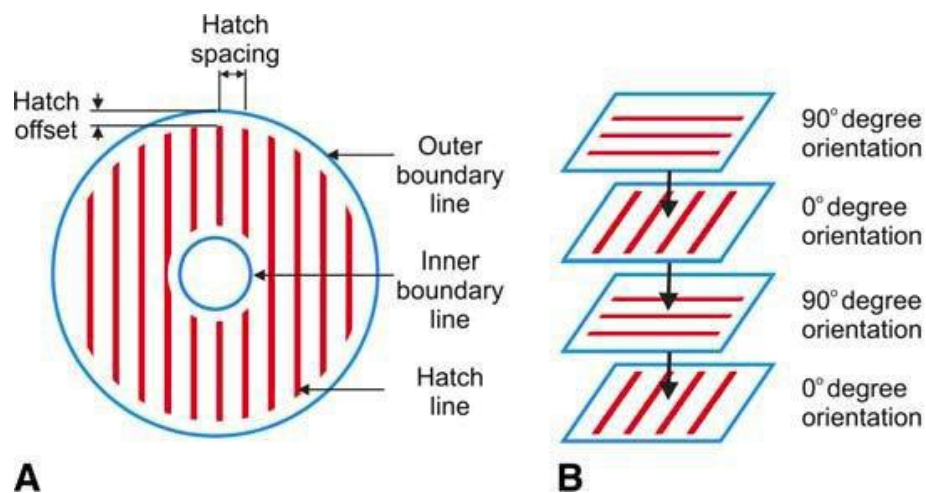 Hatch
spacing
Hatch
offset
Outer
boundary
line
Inner
boundary
line
Hatch
line
A
90° degree
orientation
0° degree
orientation
90° degree
orientation
0° degree
orientation
B